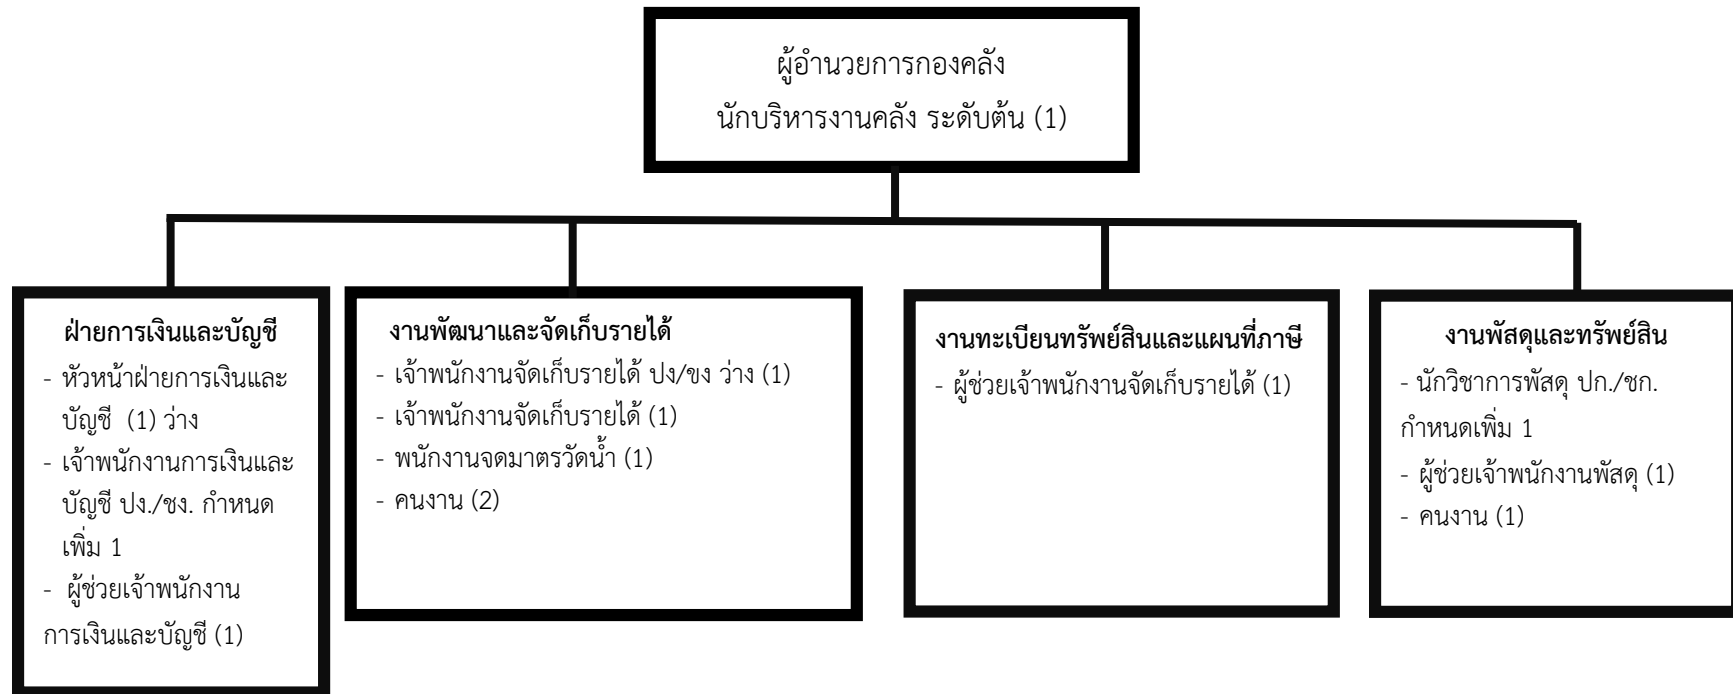 ผู้อำนวยการกองคลัง
นักบริหารงานคลัง ระดับต้น (1)
ฝ่ายการเงินและบัญชี
- หัวหน้าฝ่ายการเงินและ
บัญชี (1) ว่าง
- เจ้าพนักงานการเงินและ
บัญชี ปง./ชง. กำหนด
เพิ่ม 1
- ผู้ช่วยเจ้าพนักงาน
การเงินและบัญชี (1)
งานพัฒนาและจัดเก็บรายได้
- เจ้าพนักงานจัดเก็บรายได้ ปง/ขง ว่าง (1)
- เจ้าพนักงานจัดเก็บรายได้ (1)
- พนักงานจดมาตรวัดน้ำ (1)
- คนงาน (2)
งานทะเบียนทรัพย์สินและแผนที่ภาษี
- ผู้ช่วยเจ้าพนักงานจัดเก็บรายได้ (1)
งานพัสดุและทรัพย์สิน
- นักวิชาการพัสดุ ปก./ชก.
กำหนดเพิ่ม 1
- ผู้ช่วยเจ้าพนักงานพัสดุ (1)
- คนงาน (1)